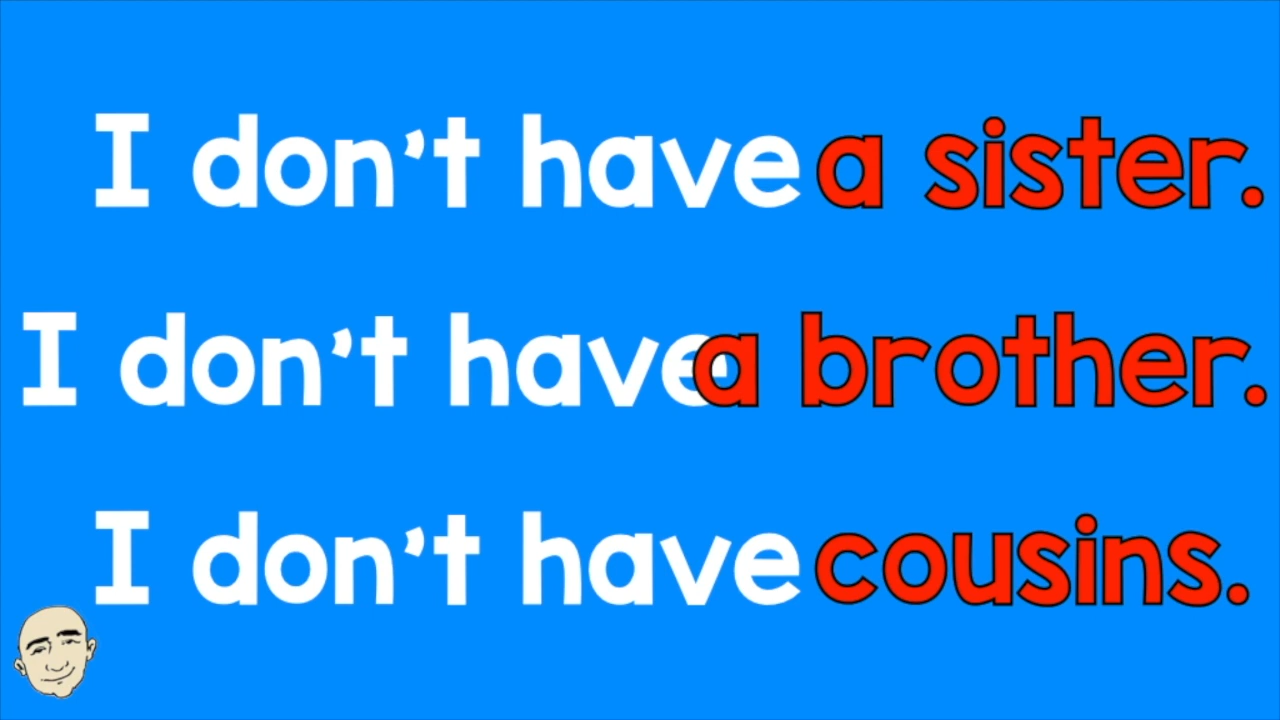 I don't have a sister.
I don't have a brother.
I don't have cousins.